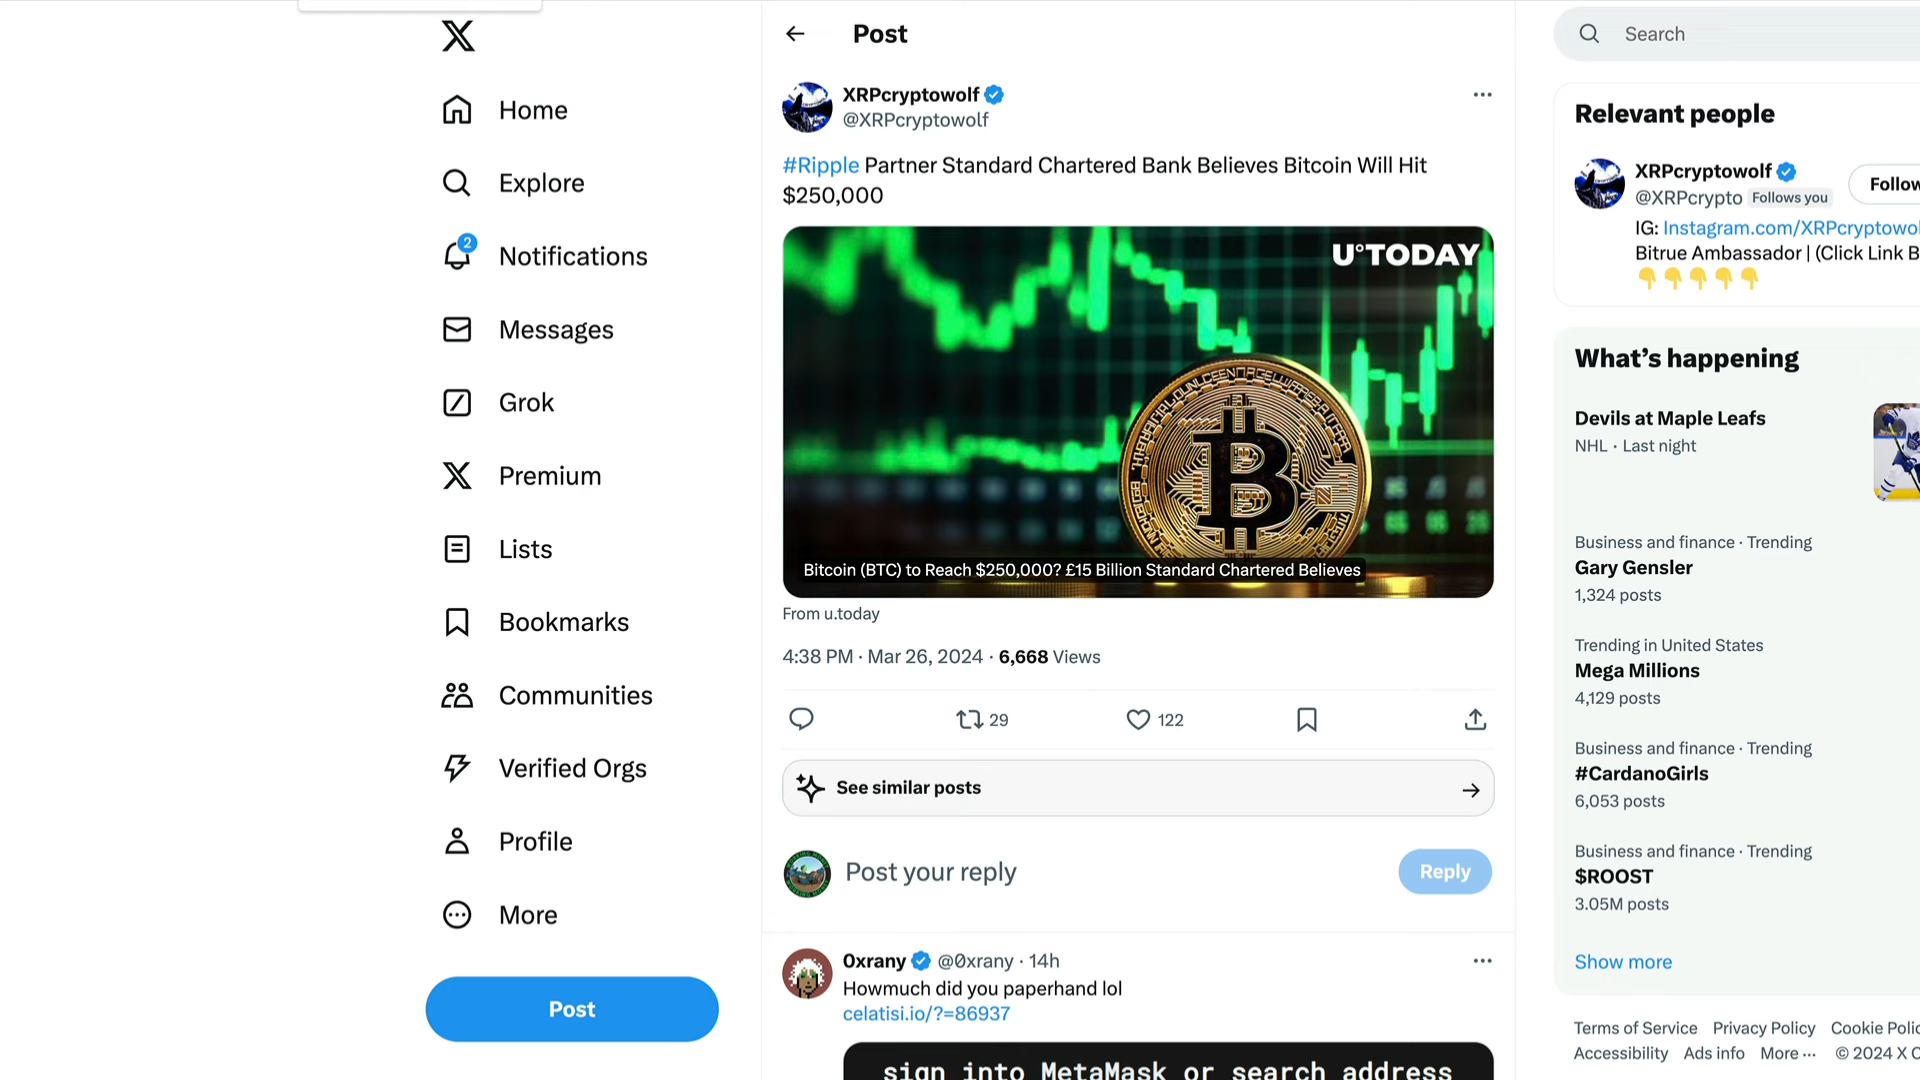 Home
Explore
2
Notifications
Messages
Grok
Premium
Lists
Bookmarks
Communities
Verified Orgs
Profile
More
Post
Post
XRPcryptowolf
@XRPcryptowolf
#Ripple Partner Standard Chartered Bank Believes Bitcoin Will Hit
$250,000
U°TODAY
Bitcoin (BTC) to Reach $250,000? £15 Billion Standard Chartered Believes
From u.today
4:38 PM · Mar 26, 2024 · 6,668 Views
29
122
See similar posts
Post your reply
Reply
0xrany @0xrany · 14h
Howmuch did you paperhand lol
celatisi.io/?=86937
sign into MetaMask or search address
Search
Relevant people
XRPcryptowolf
@XRPcrypto Follows you
Follow
IG: Instagram.com/XRPcryptowol
Bitrue Ambassador | (Click Link B
What's happening
Devils at Maple Leafs
NHL · Last night
Business and finance · Trending
Gary Gensler
1,324 posts
Trending in United States
Mega Millions
4,129 posts
Business and finance · Trending
#CardanoGirls
6,053 posts
Business and finance · Trending
$ROOST
3.05M posts
Show more
Terms of Service Privacy Policy Cookie Polic
Accessibility Ads info More ··· © 2024 X C